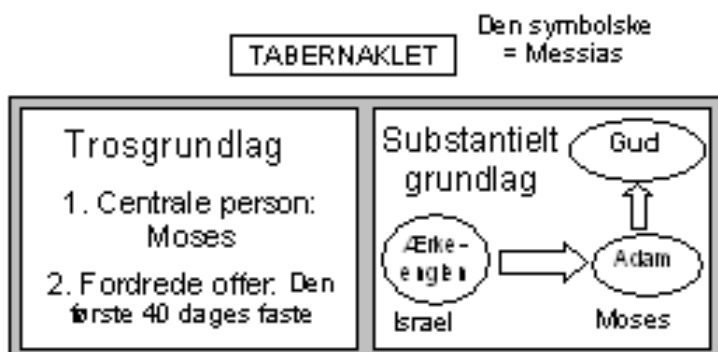 Den symbolske
= Messias
TABERNAKLET
Trosgrundlag
1. Centrale person:
Moses
2. Fordrede offer: Den
første 40 dages faste
Substantielt
grundlag
Gud
Ærke-
englen
Adam
Israel
Moses